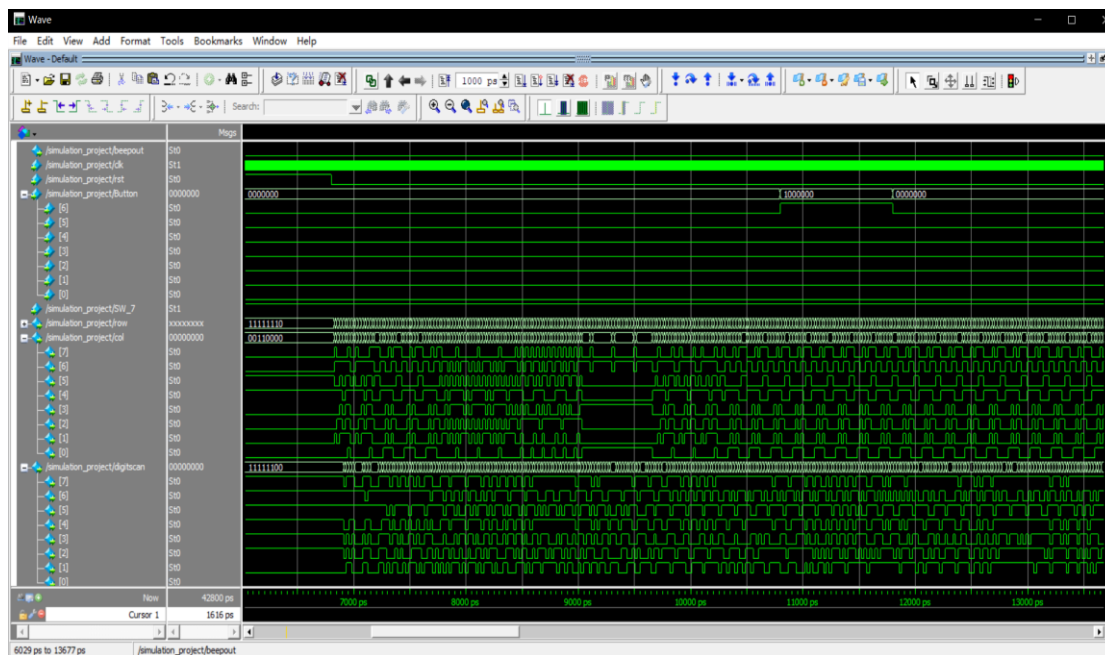 Wave
File Edit View Add Format Tools Bookmarks Window Help
Wave - Default
1000 ps
Search:
Msgs
/simulation_project/beepout St0
/simulation_project/clk St1
/simulation_project/rst St0
/simulation_project/Button 0000000 0000000 1000000 0000000
[6] St0
[5] St0
[4] St0
[3] St0
[2] St0
[1] St0
[0] St0
/simulation_project/SW_7 St1
/simulation_project/row xxxxxxxx 11111110
/simulation_project/col 00000000 00110000
[7] St0
[6] St0
[5] St0
[4] St0
[3] St0
[2] St0
[1] St0
[0] St0
/simulation_project/digitscan 00000000 11111100
[7] St0
[6] St0
[5] St0
[4] St0
[3] St0
[2] St0
[1] St0
[0] St0
Now 42800 ps
7000 ps 8000 ps 9000 ps 10000 ps 11000 ps 12000 ps 13000 ps
Cursor 1 1616 ps
6029 ps to 13677 ps /simulation_project/beepout